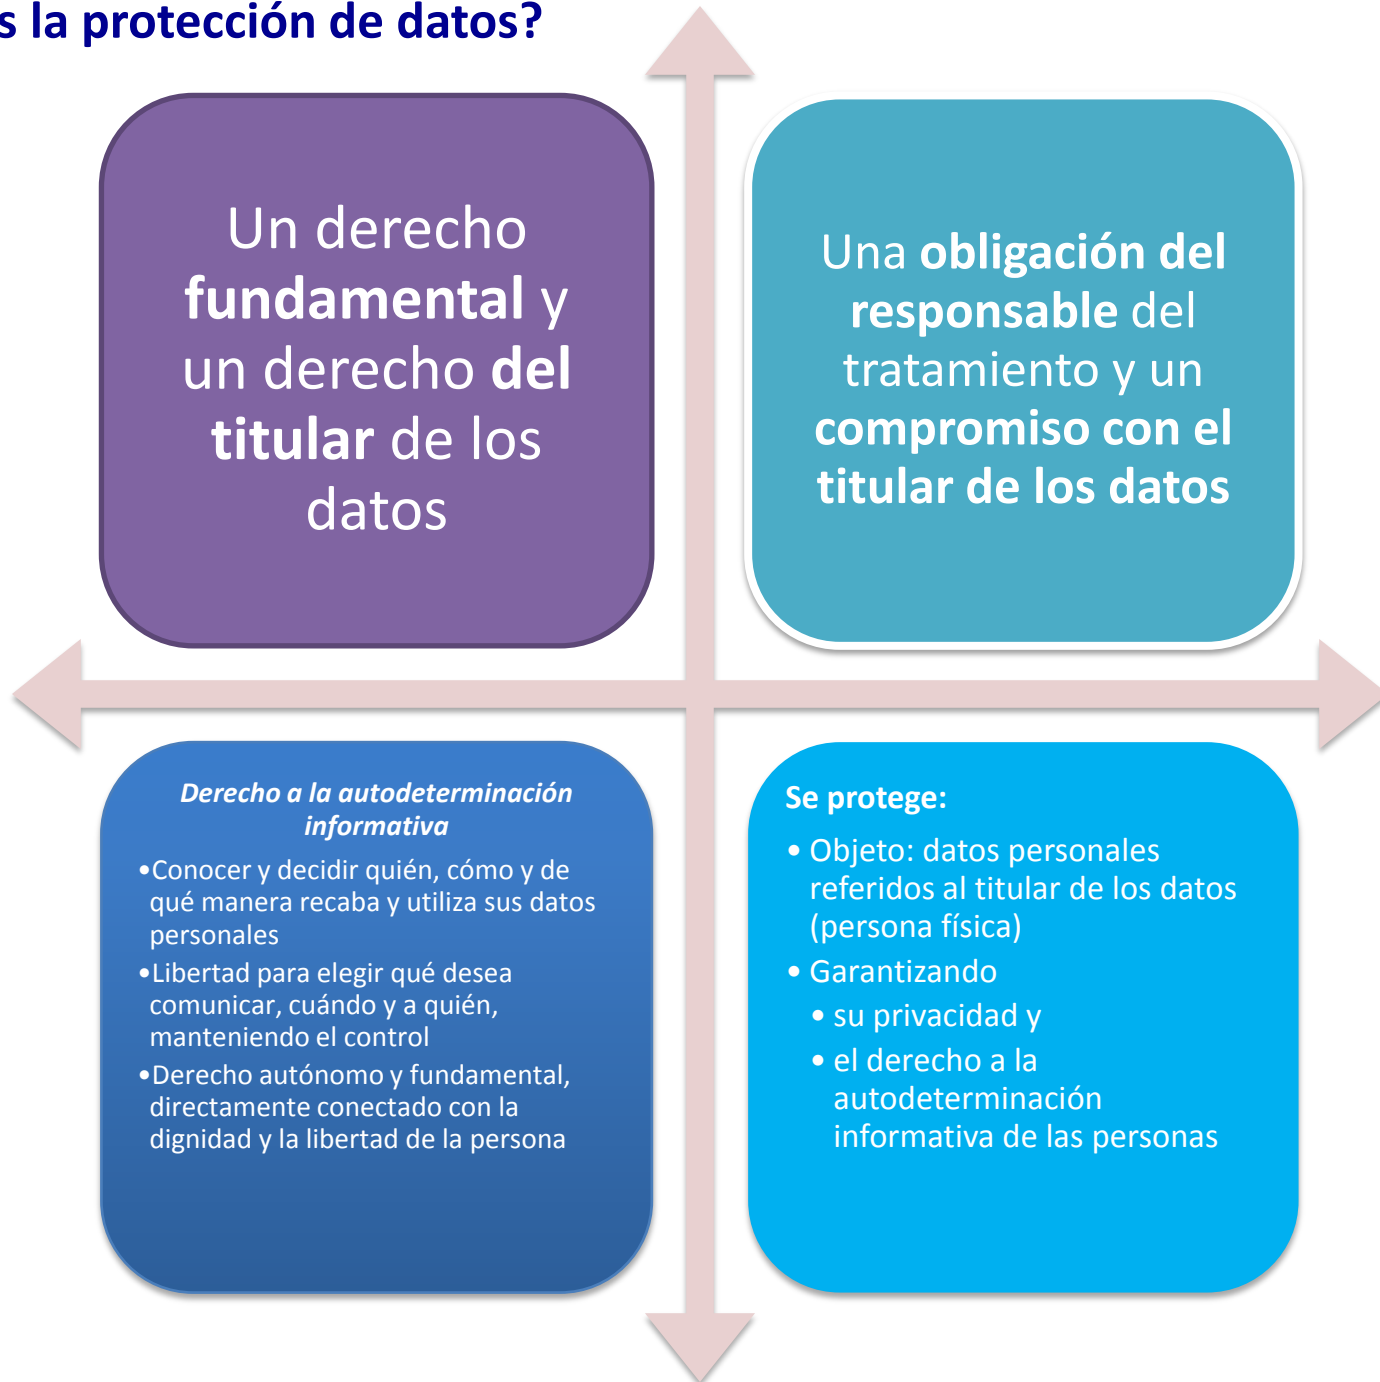 s la protección de datos?
Un derecho
fundamental y
un derecho del
titular de los
datos
Una obligación del
responsable del
tratamiento y un
compromiso con el
titular de los datos
Derecho a la autodeterminación
informativa
•Conocer y decidir quién, cómo y de
qué manera recaba y utiliza sus datos
personales
•Libertad para elegir qué desea
comunicar, cuándo y a quién,
manteniendo el control
•Derecho autónomo y fundamental,
directamente conectado con la
dignidad y la libertad de la persona
Se protege:
• Objeto: datos personales
referidos al titular de los datos
(persona física)
• Garantizando
• su privacidad y
• el derecho a la
autodeterminación
informativa de las personas